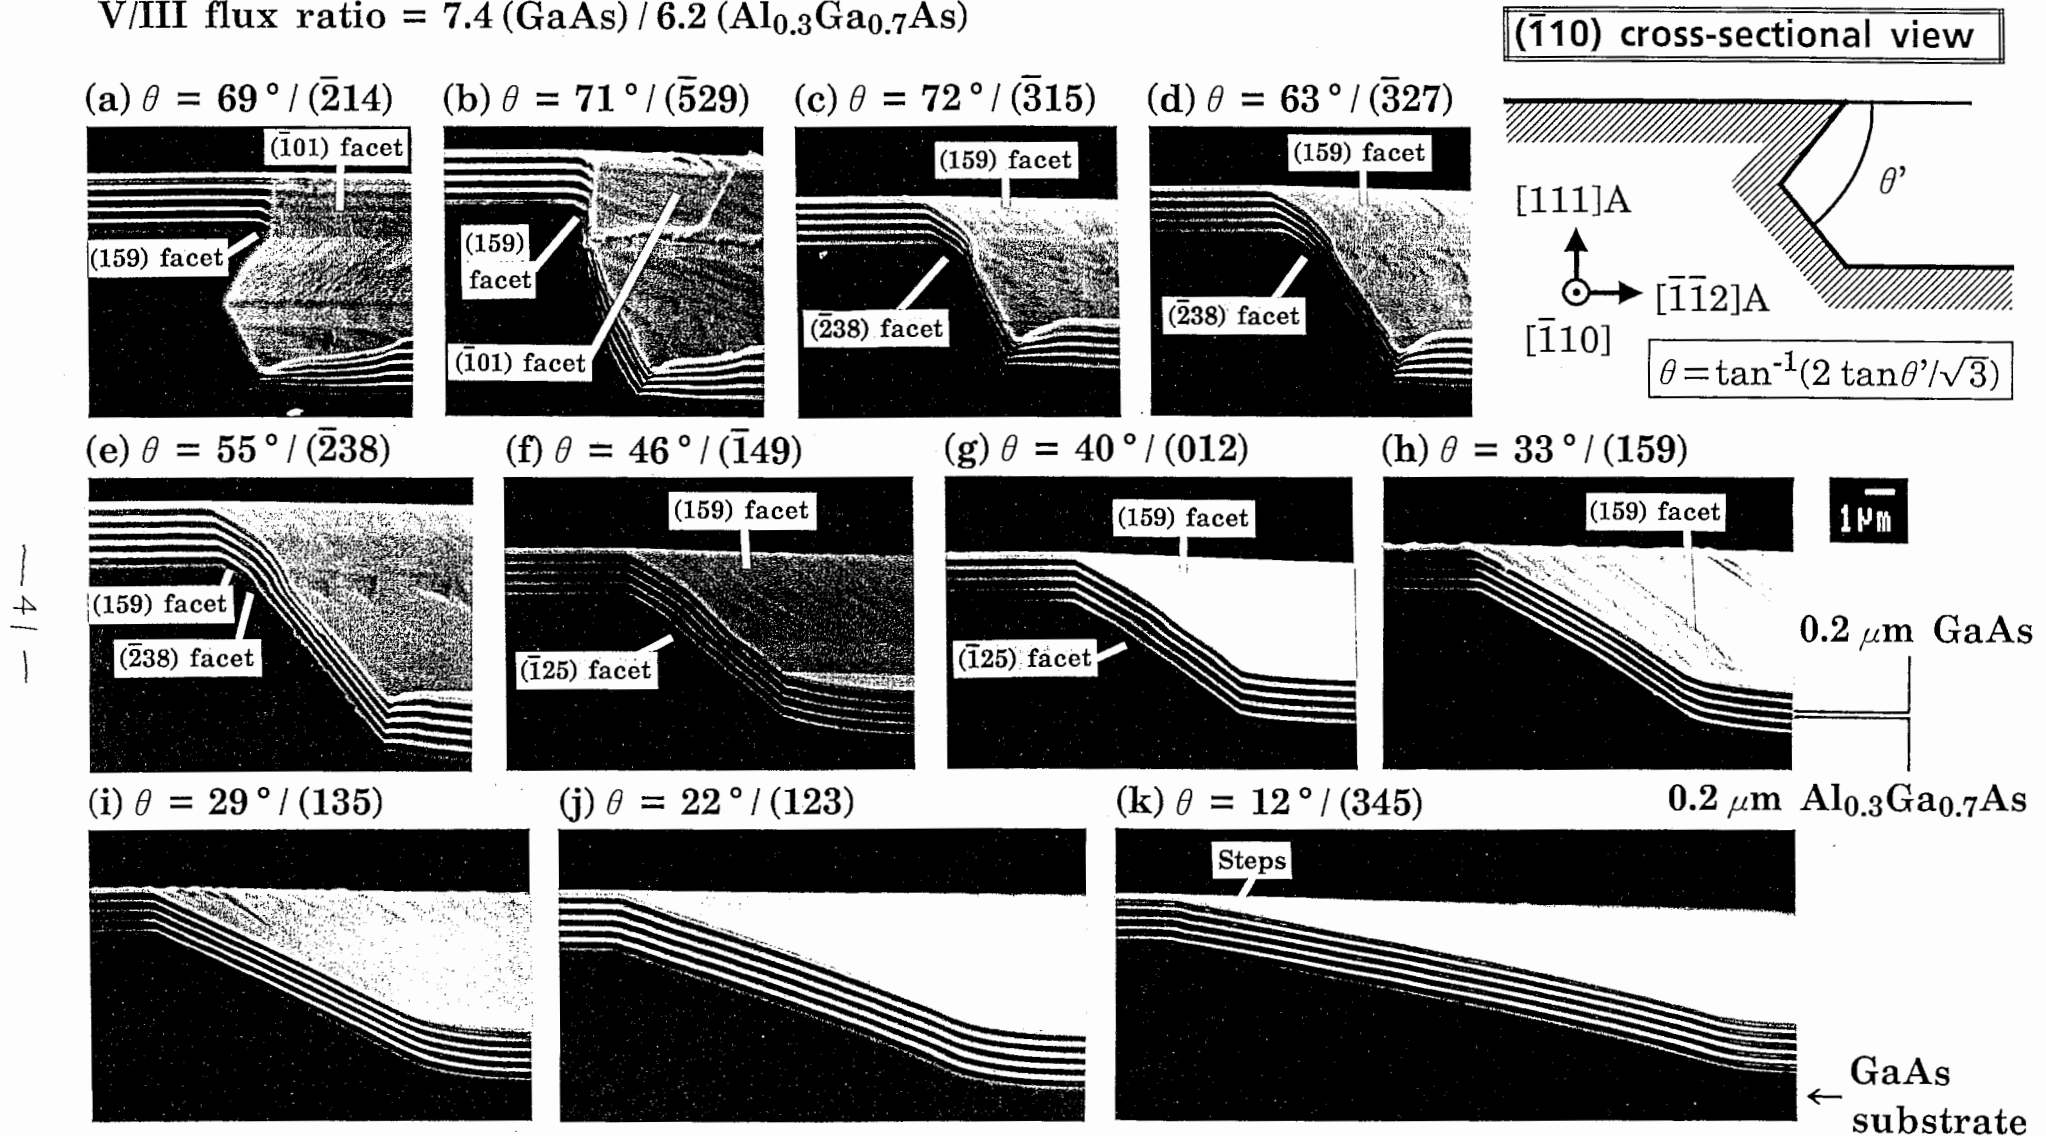 V/III flux ratio = 7.4 (GaAs) / 6.2 (Al₀.₃Ga₀.₇As)
(1̄10) cross-sectional view
(a) θ = 69° / (2̄14)
(1̄01) facet
(159) facet
(b) θ = 71° / (5̄29)
(159)
facet
(1̄01) facet
(c) θ = 72° / (3̄15)
(159) facet
(2̄38) facet
(d) θ = 63° / (3̄27)
(159) facet
(2̄38) facet
θ'
[111]A
[1̄1̄2]A
[1̄10]
θ = tan⁻¹(2 tanθ'/√3)
(e) θ = 55° / (2̄38)
(159) facet
(2̄38) facet
(f) θ = 46° / (1̄49)
(159) facet
(1̄25) facet
(g) θ = 40° / (012)
(159) facet
(1̄25) facet
(h) θ = 33° / (159)
(159) facet
1µm
0.2 µm GaAs
0.2 µm Al₀.₃Ga₀.₇As
(i) θ = 29° / (135)
(j) θ = 22° / (123)
(k) θ = 12° / (345)
Steps
GaAs
substrate
— 41 —